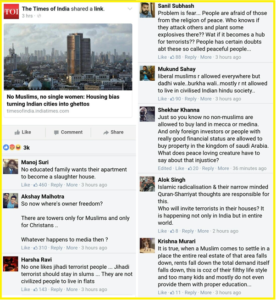 The Times of India shared a link.
3 hrs
TOI
No Muslims, no single women: Housing bias
turning Indian cities into ghettos
timesofindia.indiatimes.com
Like Comment Share
3k
Manoj Suri
No educated family wants their apartment
to become a slaughter house.
Like 460 Reply More 3 hours ago
Akshay Malhotra
So now where's owner freedom?
There are towers only for Muslims and only
for Christans ..
Whatever happens to media then ?
Like 310 Reply More 3 hours ago
Harsha Ravi
No one likes jihadi terrorist people ... Jihadi
terrorist should stay in slums ... They are not
civilized people to live in flats
Like Reply More 3 hours ago
Sanil Subhash
Problem is fear... People are afraid of those
from the religion of peace. Who knows if
they attack others and plant some
explosives there?? Wat if it becomes a hub
for terrorists?? People has certain doubts
abt these so called peaceful people...
Like Reply More 3 hours ago
Mukund Sahay
liberal muslims r allowed everywhere but
dadhi wale..burkha wali..mostly r nt allowed
to live in civilised Indian hindu society..
Like Reply More 3 hours ago
Shekhar Khanna
Just so you know no non-muslims are
allowed to buy land in mecca or medina.
And only foreign investors or people with
really good financial status are allowed to
buy property in the kingdom of saudi arabia.
What does peace loving creature have to
say about that injustice?
Edited Like Reply More 36 minutes ago
Alok Singh
Islamic radicalisation & their narrow minded
Quran-Sharriyat thoughts are responsible for
this.
Who will invite terrorists in their houses? It
is happening not only in India but in entire
world.
Like Reply More 2 hours ago
Krishna Murari
It is true, when a Muslim comes to settle in a
place the entire real estate of that area falls
down, rents fall down the total demand itself
falls down, this is coz of their filthy life style
and too many kids and mostly do not even
provide them with proper education...
Like Reply More 3 hours ago